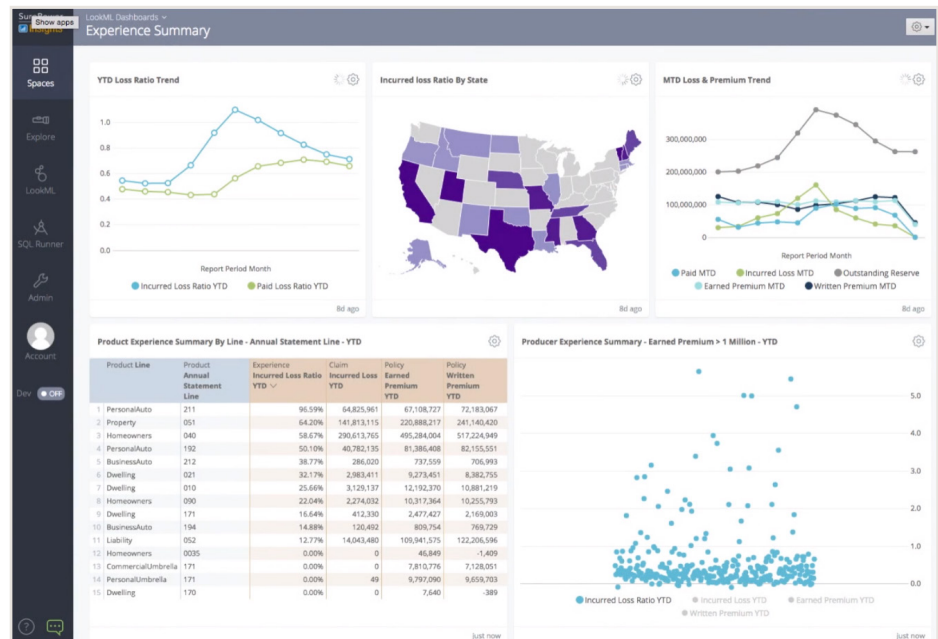 Show apps
Insights
LookML Dashboards
Experience Summary
Spaces
Explore
LookML
SQL Runner
Admin
Account
Dev OFF
YTD Loss Ratio Trend
1.0
0.8
0.6
0.4
0.2
0.0
Report Period Month
Incurred Loss Ratio YTD Paid Loss Ratio YTD
8d ago
Incurred loss Ratio By State
8d ago
MTD Loss & Premium Trend
300,000,000
200,000,000
100,000,000
0
Report Period Month
Paid MTD Incurred Loss MTD Outstanding Reserve
Earned Premium MTD Written Premium MTD
8d ago
Product Experience Summary By Line - Annual Statement Line - YTD
Product Line Product Annual Statement Line Experience Incurred Loss Ratio YTD Claim Incurred Loss YTD Policy Earned Premium YTD Policy Written Premium YTD
1 PersonalAuto 211 96.59% 64,825,961 67,108,727 72,183,067
2 Property 051 64.20% 141,813,115 220,888,217 241,140,420
3 Homeowners 040 58.67% 290,613,765 495,284,004 517,224,949
4 PersonalAuto 192 50.10% 40,782,135 81,386,408 82,155,551
5 BusinessAuto 212 38.77% 286,020 737,559 706,993
6 Dwelling 021 32.17% 2,983,411 9,273,451 8,382,755
7 Dwelling 010 25.66% 3,129,137 12,192,370 10,881,219
8 Homeowners 090 22.04% 2,274,032 10,317,364 10,255,793
9 Dwelling 171 16.64% 412,330 2,477,427 2,169,003
10 BusinessAuto 194 14.88% 120,492 809,754 769,729
11 Liability 052 12.77% 14,043,480 109,941,575 122,206,596
12 Homeowners 0035 0.00% 0 46,849 -1,409
13 CommercialUmbrella 171 0.00% 0 7,810,776 7,128,051
14 PersonalUmbrella 171 0.00% 49 9,797,090 9,659,703
15 Dwelling 170 0.00% 0 7,640 -389
Just now
Producer Experience Summary - Earned Premium > 1 Million - YTD
5.0
4.0
3.0
2.0
1.0
0.0
Incurred Loss Ratio YTD Incurred Loss YTD Earned Premium YTD
Written Premium YTD
Just now